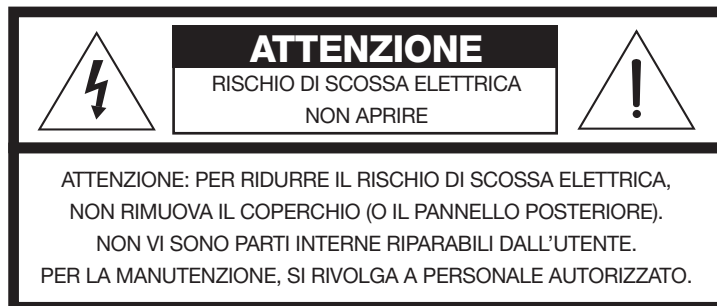 ATTENZIONE
RISCHIO DI SCOSSA ELETTRICA
NON APRIRE
ATTENZIONE: PER RIDURRE IL RISCHIO DI SCOSSA ELETTRICA,
NON RIMUOVA IL COPERCHIO (O IL PANNELLO POSTERIORE).
NON VI SONO PARTI INTERNE RIPARABILI DALL’UTENTE.
PER LA MANUTENZIONE, SI RIVOLGA A PERSONALE AUTORIZZATO.